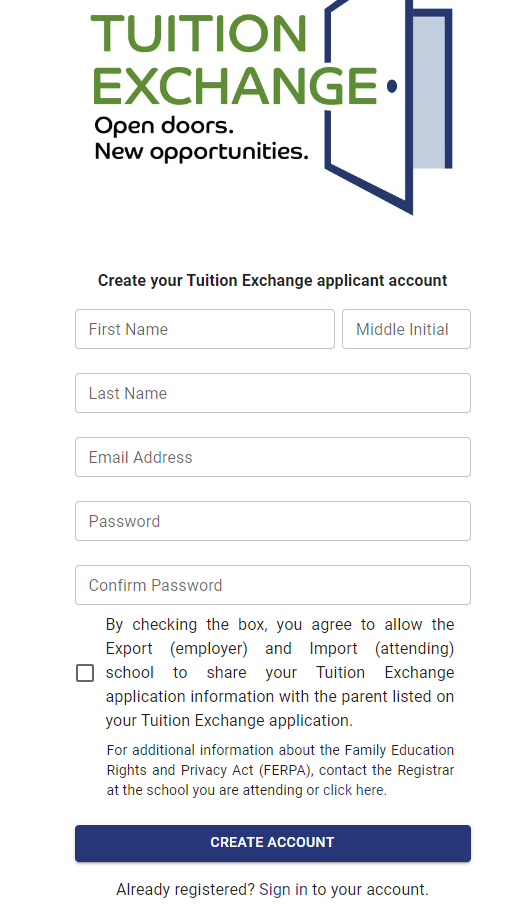 TUITION
EXCHANGE
Open doors.
New opportunities.
Create your Tuition Exchange applicant account
First Name
Middle Initial
Last Name
Email Address
Password
Confirm Password
By checking the box, you agree to allow the
Export (employer) and Import (attending)
school to share your Tuition Exchange
application information with the parent listed on
your Tuition Exchange application.
For additional information about the Family Education
Rights and Privacy Act (FERPA), contact the Registrar
at the school you are attending or click here.
CREATE ACCOUNT
Already registered? Sign in to your account.